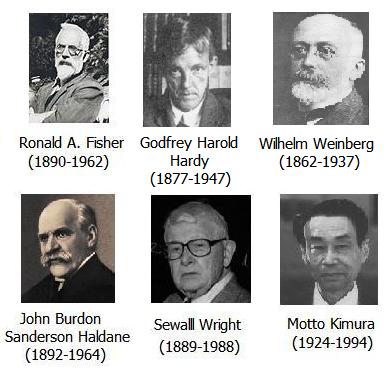 Ronald A. Fisher
(1890-1962)
Godfrey Harold
Hardy
(1877-1947)
Wilhelm Weinberg
(1862-1937)
John Burdon
Sanderson Haldane
(1892-1964)
Sewalll Wright
(1889-1988)
Motto Kimura
(1924-1994)